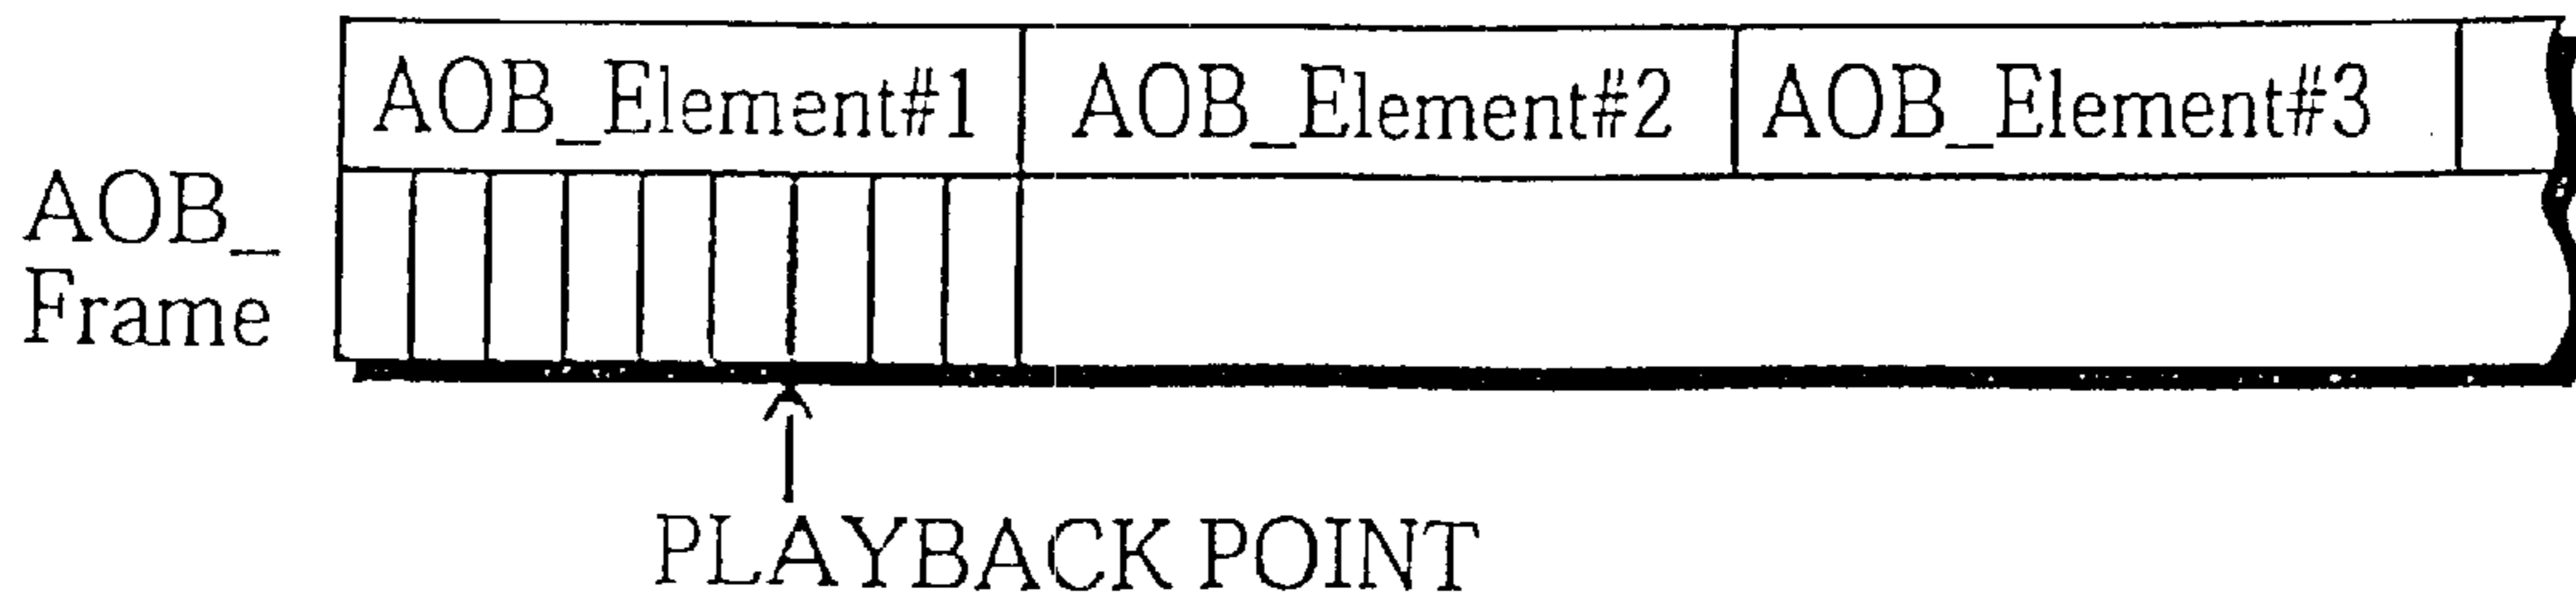 AOB_Element#1 AOB_Element#2 AOB_Element#3
AOB_
Frame
PLAYBACK POINT